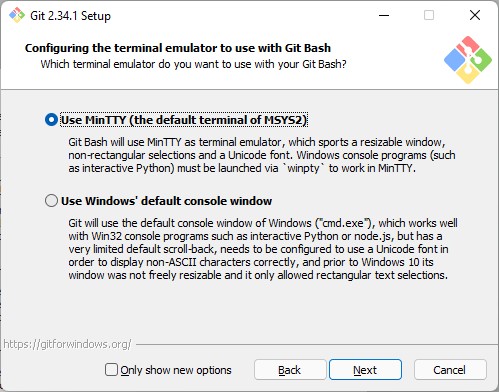 Git 2.34.1 Setup
Configuring the terminal emulator to use with Git Bash
Which terminal emulator do you want to use with your Git Bash?
Use MinTTY (the default terminal of MSYS2)
Git Bash will use MinTTY as terminal emulator, which sports a resizable window,
non-rectangular selections and a Unicode font. Windows console programs (such
as interactive Python) must be launched via `winpty` to work in MinTTY.
Use Windows' default console window
Git will use the default console window of Windows ("cmd.exe"), which works well
with Win32 console programs such as interactive Python or node.js, but has a
very limited default scroll-back, needs to be configured to use a Unicode font in
order to display non-ASCII characters correctly, and prior to Windows 10 its
window was not freely resizable and it only allowed rectangular text selections.
https://gitforwindows.org/
Only show new options
Back
Next
Cancel